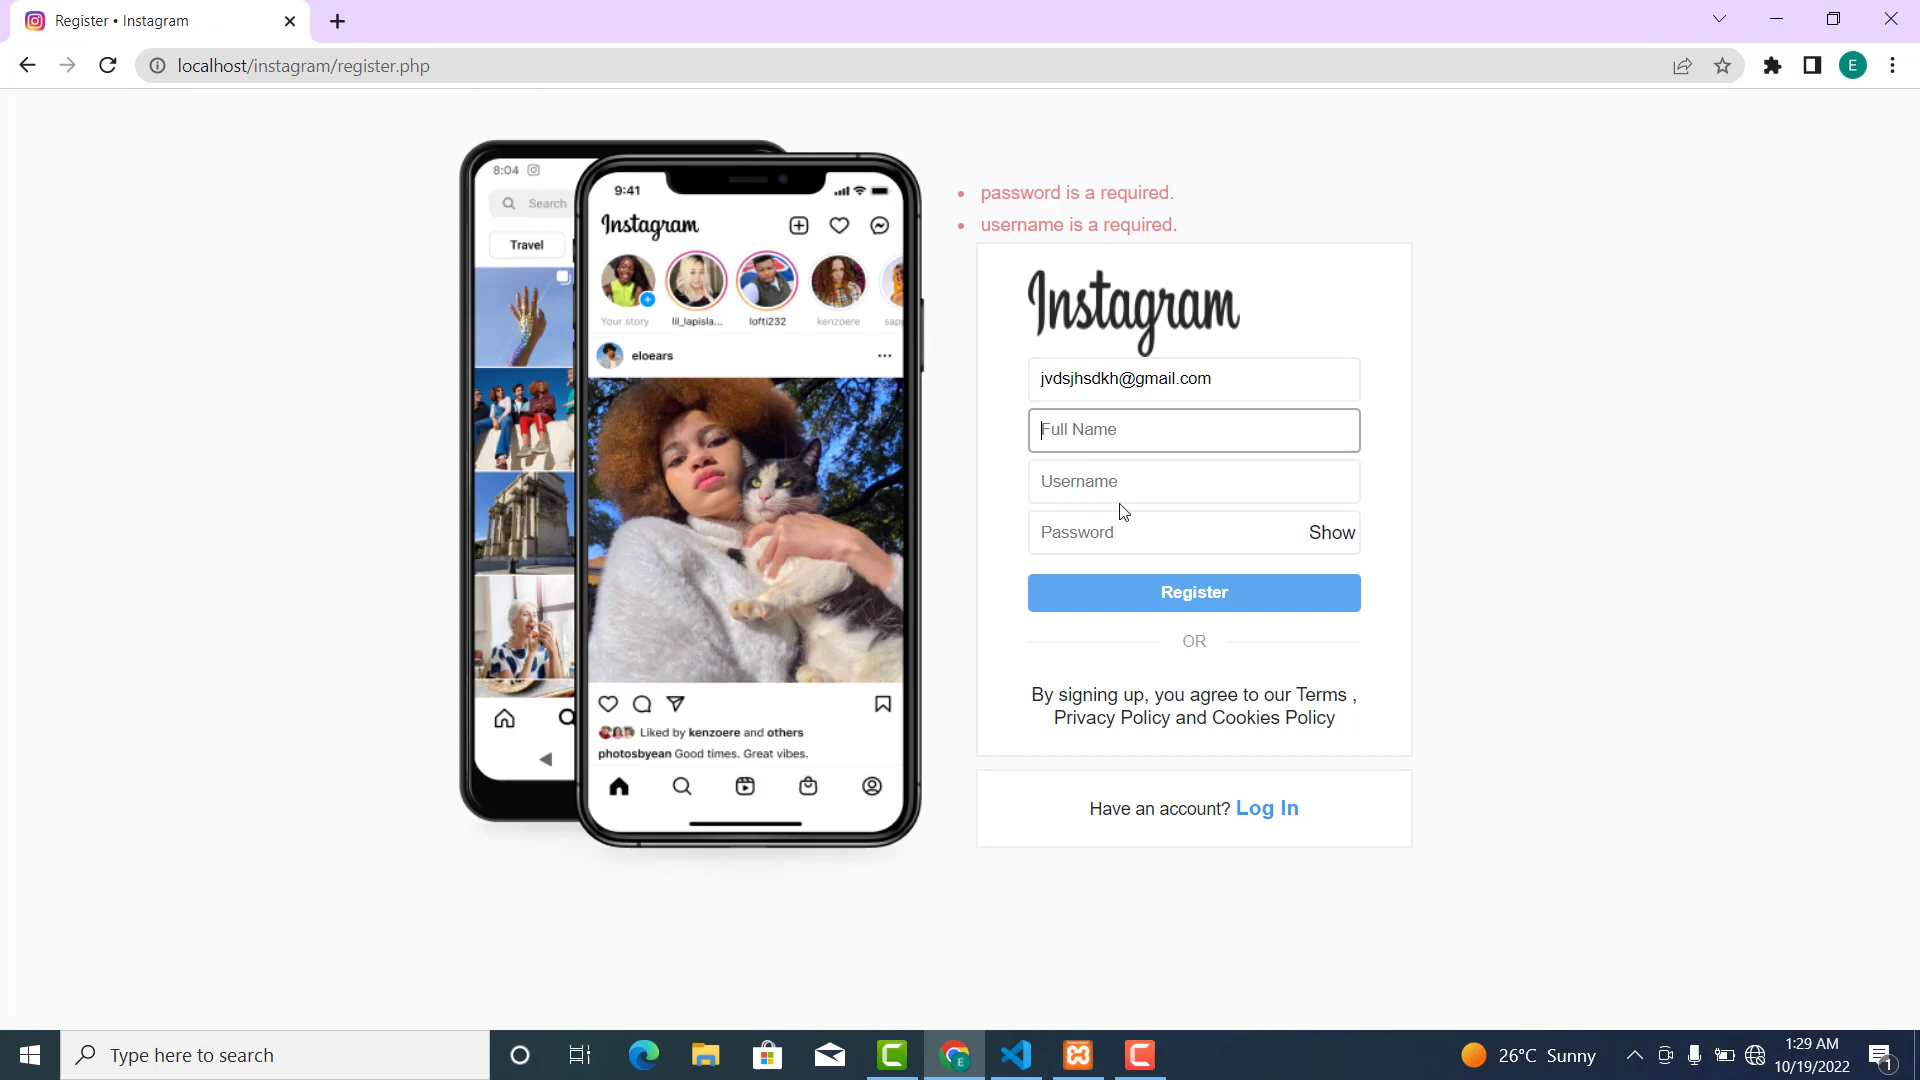 Register • Instagram
localhost/instagram/register.php
E
8:04
Search
Travel
9:41
Instagram
Your story
lil_lapisla...
lofti232
kenzoere
eloears
Liked by kenzoere and others
photosbyean Good times. Great vibes.
password is a required.
username is a required.
Instagram
jvdsjhsdkh@gmail.com
Full Name
Username
Password
Show
Register
OR
By signing up, you agree to our Terms ,
Privacy Policy and Cookies Policy
Have an account? Log In
Type here to search
26°C Sunny
1:29 AM
10/19/2022
1